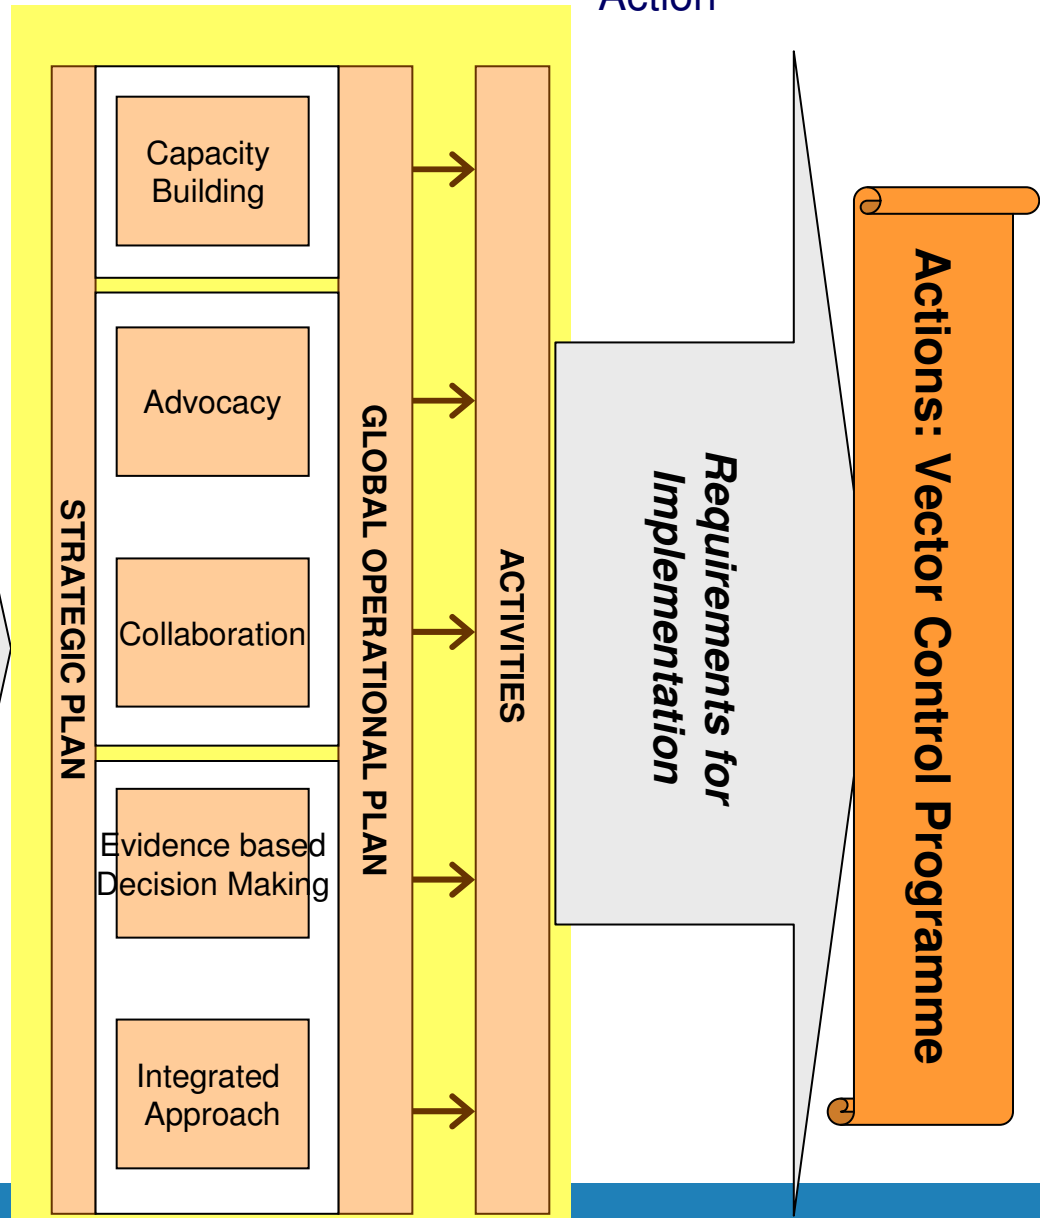 Action
Capacity
Building
Advocacy
Collaboration
Evidence based
Decision Making
Integrated
Approach
STRATEGIC PLAN
GLOBAL OPERATIONAL PLAN
ACTIVITIES
Requirements for
Implementation
Actions: Vector Control Programme